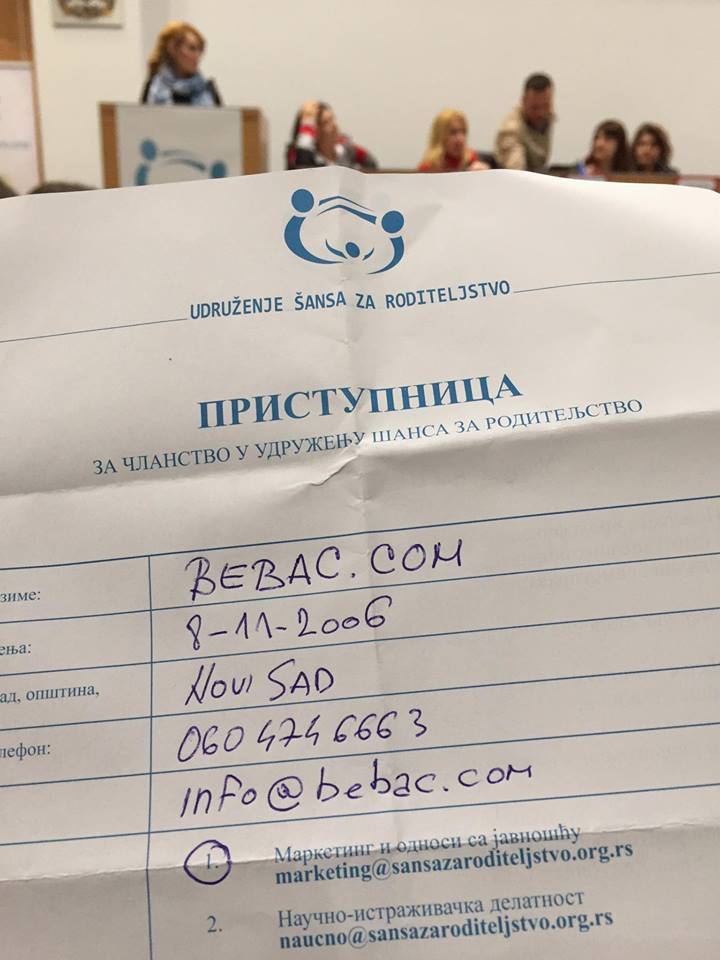 UDRUŽENJE ŠANSA ZA RODITELJSTVO
ПРИСТУПНИЦА
ЗА ЧЛАНСТВО У УДРУЖЕЊУ ШАНСА ЗА РОДИТЕЉСТВО
зиме: BEBAC.COM
ења: 8-11-2006
ад, општина, NOVI SAD
лефон: 060 474 6663
info@bebac.com
1. Маркетинг и односи са јавношћу
marketing@sansazaroditeljstvo.org.rs
2. Научно-истраживачка делатност
naucno@sansazaroditeljstvo.org.rs